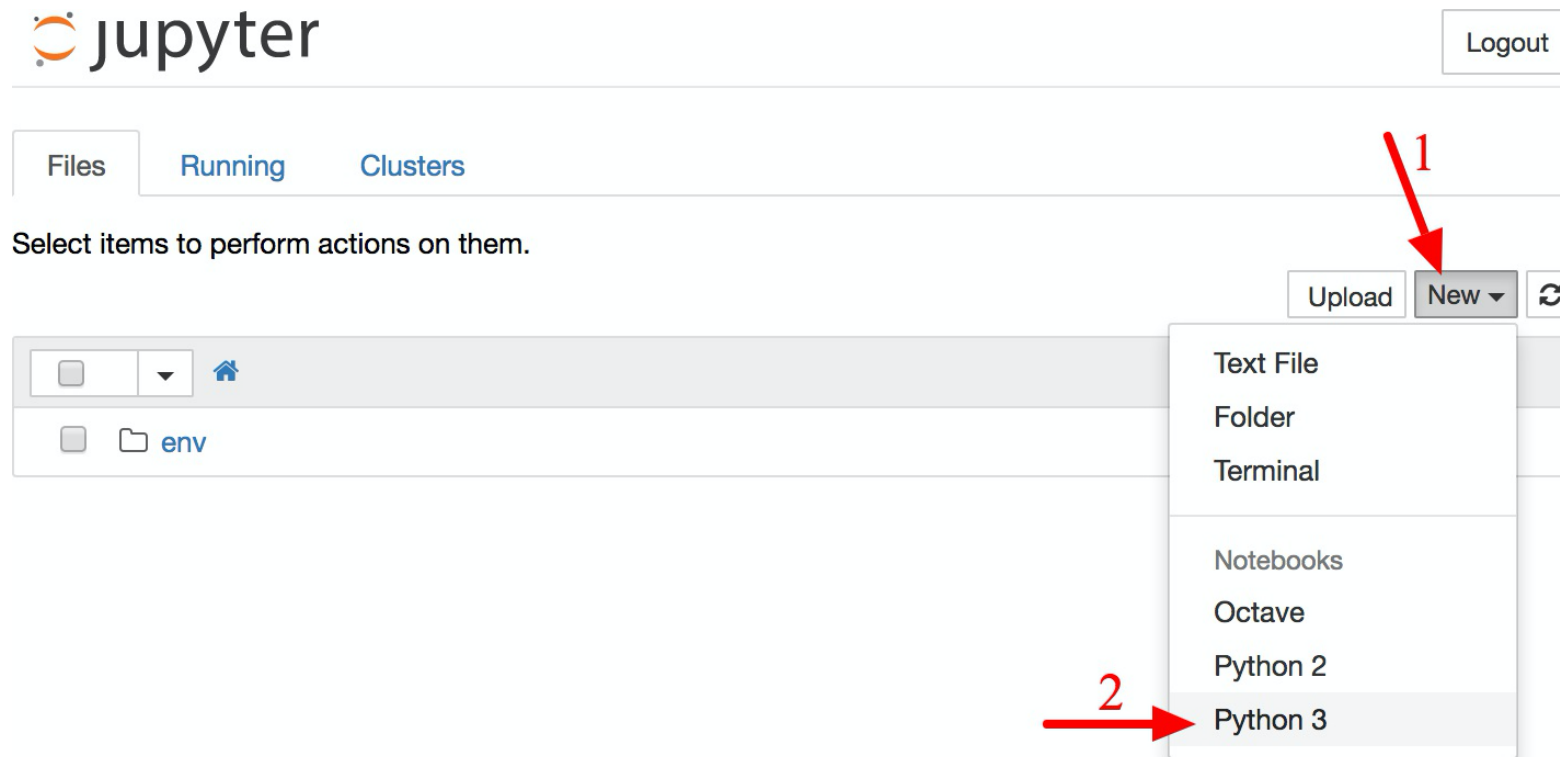 jupyter
Logout
Files Running Clusters
1
Select items to perform actions on them.
Upload New
Text File
env
Folder
Terminal
Notebooks
Octave
Python 2
2
Python 3